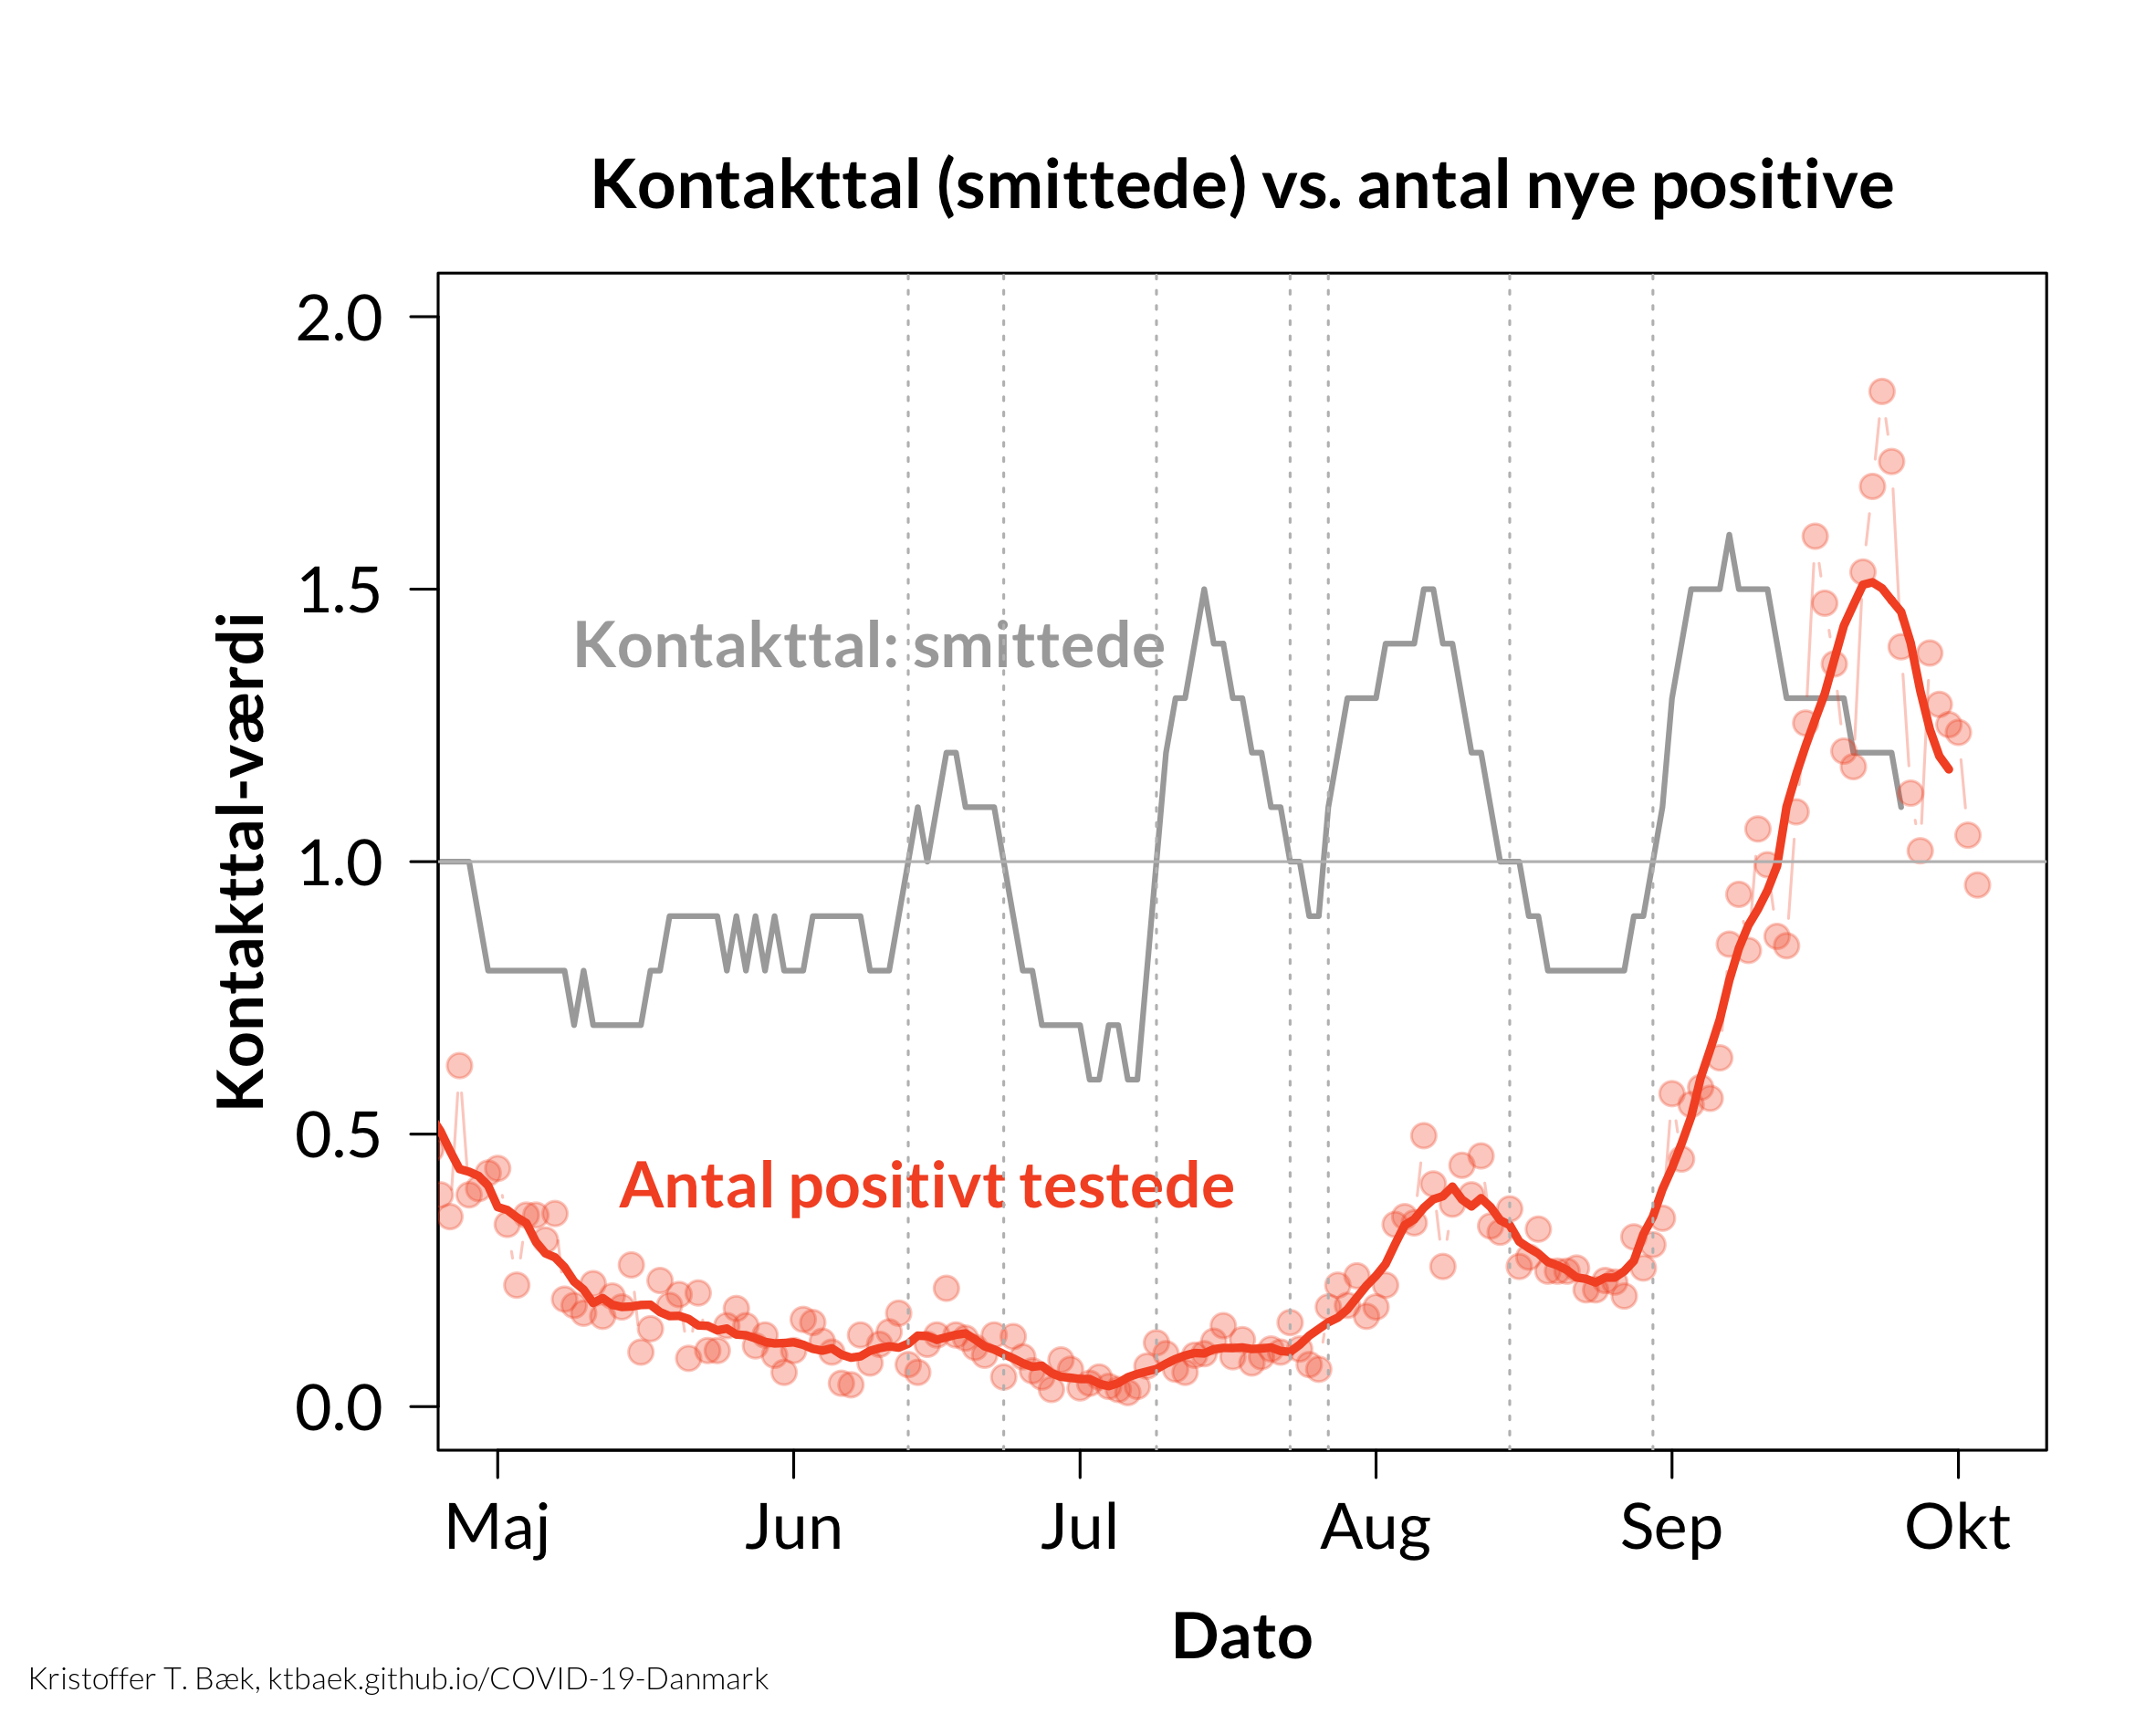 Kontakttal (smittede) vs. antal nye positive
2.0
1.5
1.0
0.5
0.0
Kontakttal-værdi
Kontakttal: smittede
Antal positivt testede
Maj Jun Jul Aug Sep Okt
Dato
Kristoffer T. Bæk, ktbaek.github.io/COVID-19-Danmark